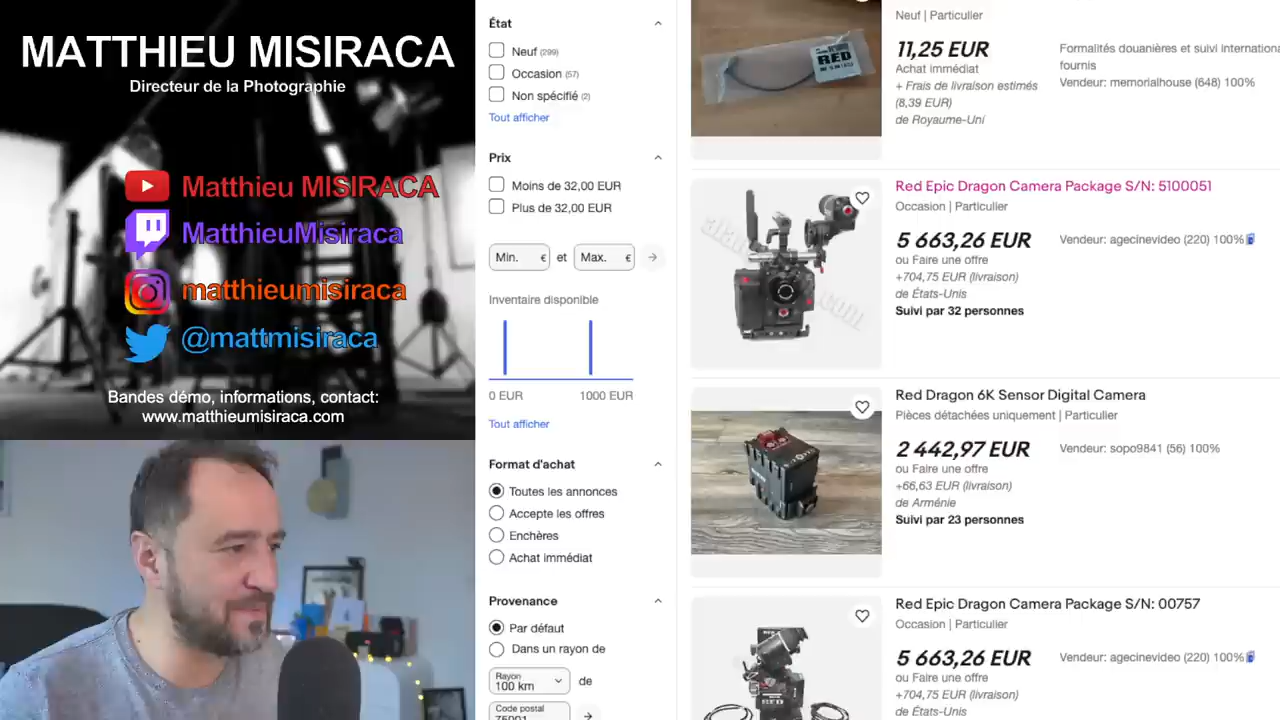 MATTHIEU MISIRACA
Directeur de la Photographie
Matthieu MISIRACA
MatthieuMisiraca
matthieumisiraca
@mattmisiraca
Bandes démo, informations, contact:
www.matthieumisiraca.com
État
Neuf (299)
Occasion (57)
Non spécifié (2)
Tout afficher
Prix
Moins de 32,00 EUR
Plus de 32,00 EUR
Min. € et Max. €
Inventaire disponible
0 EUR 1000 EUR
Tout afficher
Format d'achat
Toutes les annonces
Accepte les offres
Enchères
Achat immédiat
Provenance
Par défaut
Dans un rayon de
Rayon
100 km de
Code postal
75001
RED
Neuf | Particulier
11,25 EUR
Achat immédiat
+ Frais de livraison estimés
(8,39 EUR)
de Royaume-Uni
Formalités douanières et suivi internationa
fournis
Vendeur: memorialhouse (648) 100%
Red Epic Dragon Camera Package S/N: 5100051
Occasion | Particulier
5 663,26 EUR
ou Faire une offre
+704,75 EUR (livraison)
de États-Unis
Suivi par 32 personnes
Vendeur: agecinevideo (220) 100%
Red Dragon 6K Sensor Digital Camera
Pièces détachées uniquement | Particulier
2 442,97 EUR
ou Faire une offre
+66,63 EUR (livraison)
de Arménie
Suivi par 23 personnes
Vendeur: sopo9841 (56) 100%
Red Epic Dragon Camera Package S/N: 00757
Occasion | Particulier
5 663,26 EUR
ou Faire une offre
+704,75 EUR (livraison)
de États-Unis
Vendeur: agecinevideo (220) 100%
RED